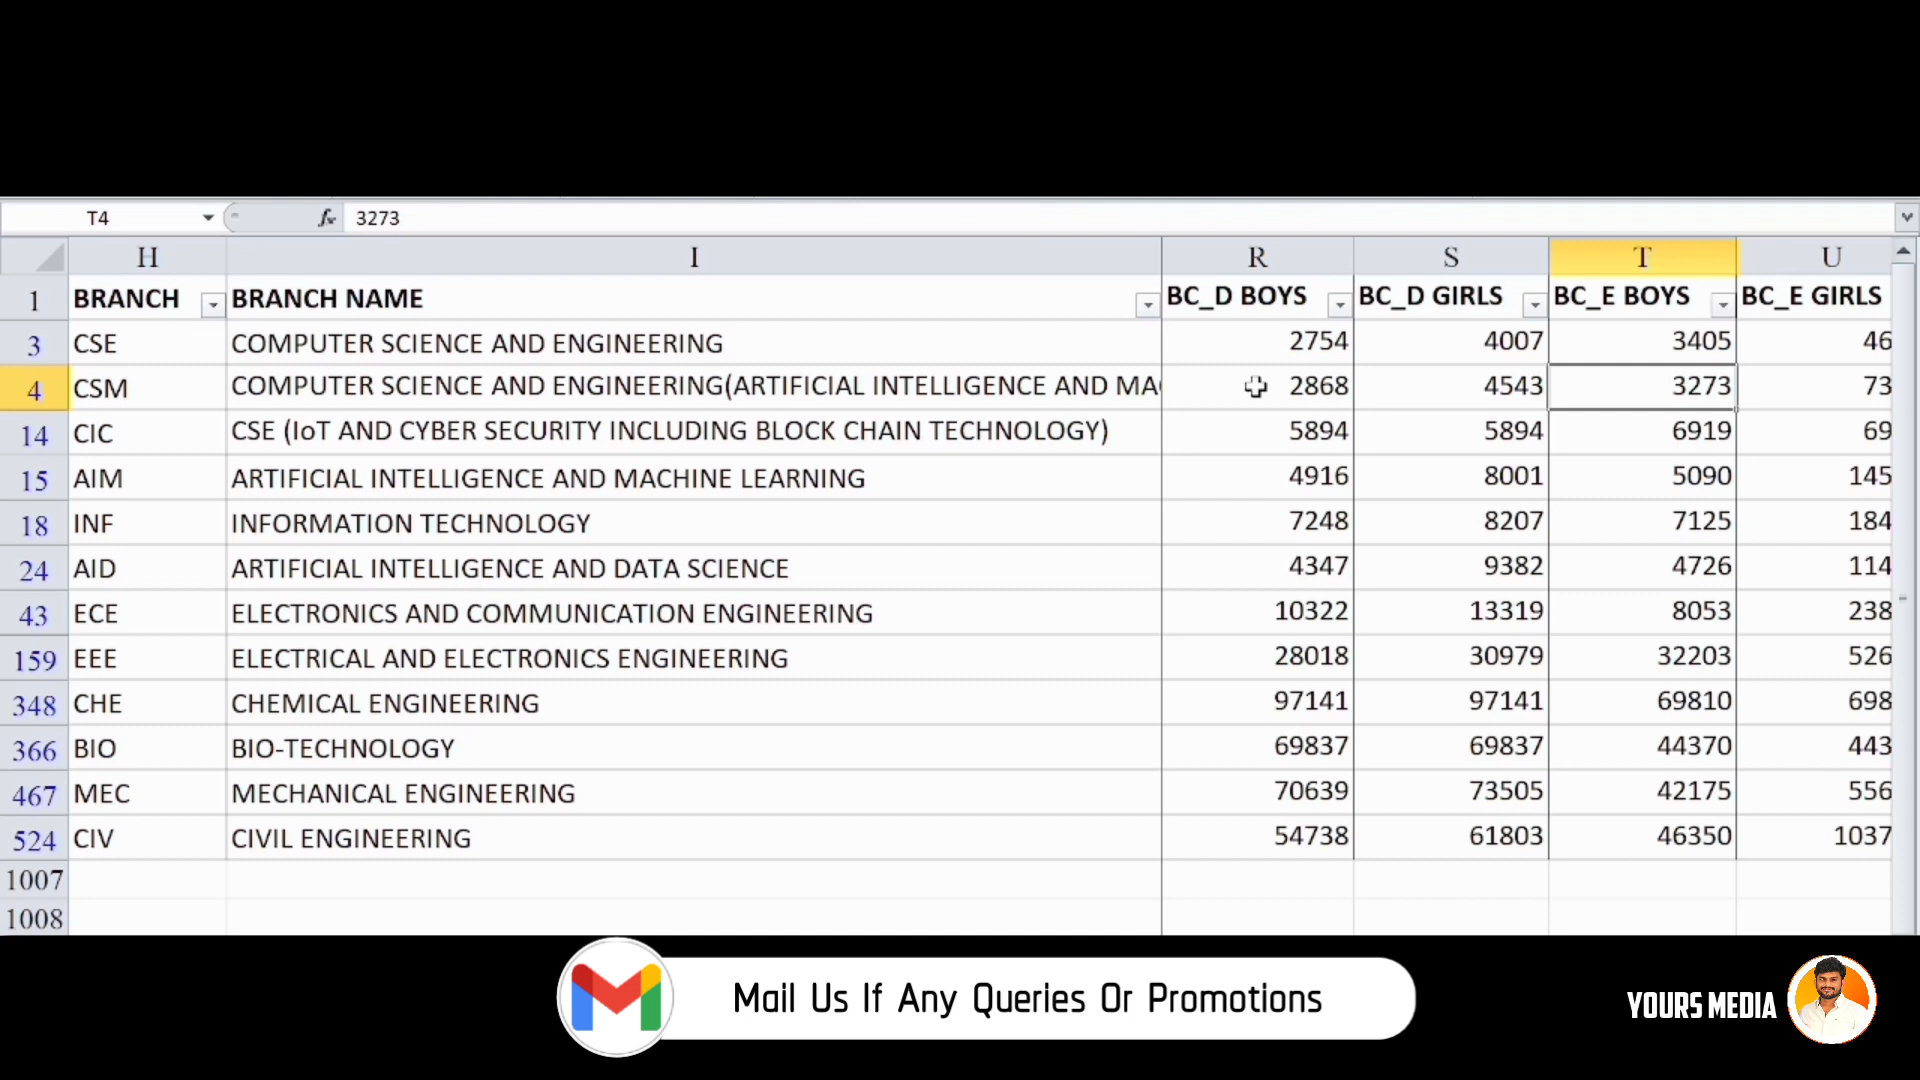 T4 fx 3273
H I R S T U
1 BRANCH BRANCH NAME BC_D BOYS BC_D GIRLS BC_E BOYS BC_E GIRLS
3 CSE COMPUTER SCIENCE AND ENGINEERING 2754 4007 3405 46
4 CSM COMPUTER SCIENCE AND ENGINEERING(ARTIFICIAL INTELLIGENCE AND MA 2868 4543 3273 73
14 CIC CSE (IoT AND CYBER SECURITY INCLUDING BLOCK CHAIN TECHNOLOGY) 5894 5894 6919 69
15 AIM ARTIFICIAL INTELLIGENCE AND MACHINE LEARNING 4916 8001 5090 145
18 INF INFORMATION TECHNOLOGY 7248 8207 7125 184
24 AID ARTIFICIAL INTELLIGENCE AND DATA SCIENCE 4347 9382 4726 114
43 ECE ELECTRONICS AND COMMUNICATION ENGINEERING 10322 13319 8053 238
159 EEE ELECTRICAL AND ELECTRONICS ENGINEERING 28018 30979 32203 526
348 CHE CHEMICAL ENGINEERING 97141 97141 69810 698
366 BIO BIO-TECHNOLOGY 69837 69837 44370 443
467 MEC MECHANICAL ENGINEERING 70639 73505 42175 556
524 CIV CIVIL ENGINEERING 54738 61803 46350 1037
1007
1008
Mail Us If Any Queries Or Promotions
YOURS MEDIA